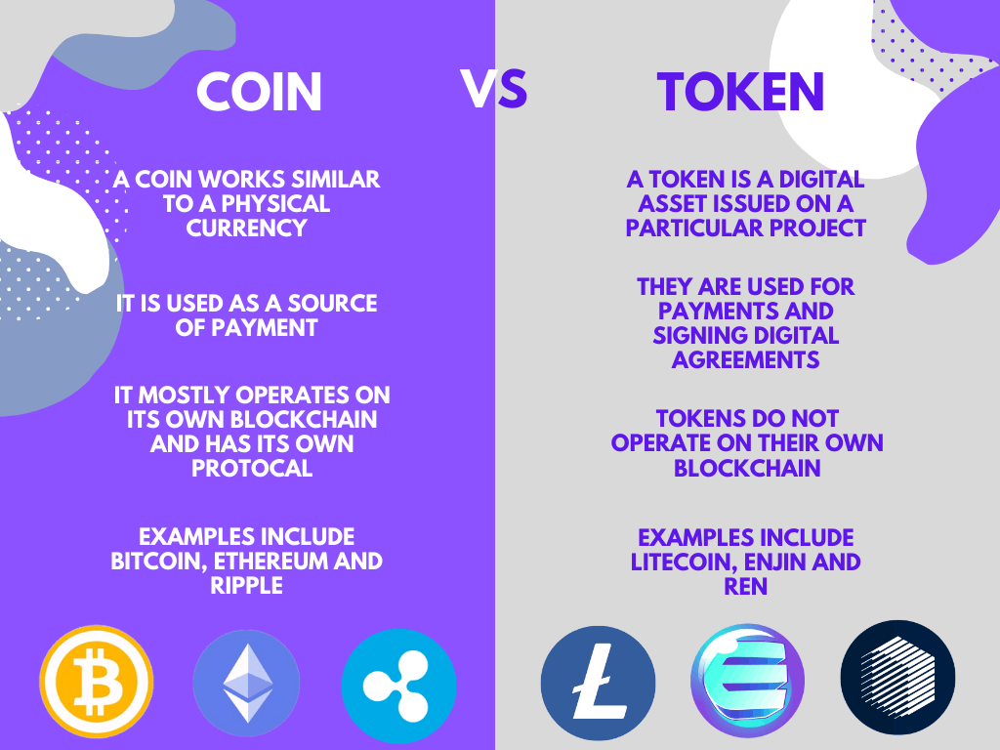 COIN
VS
TOKEN
A COIN WORKS SIMILAR
TO A PHYSICAL
CURRENCY
IT IS USED AS A SOURCE
OF PAYMENT
IT MOSTLY OPERATES ON
ITS OWN BLOCKCHAIN
AND HAS ITS OWN
PROTOCAL
EXAMPLES INCLUDE
BITCOIN, ETHEREUM AND
RIPPLE
A TOKEN IS A DIGITAL
ASSET ISSUED ON A
PARTICULAR PROJECT
THEY ARE USED FOR
PAYMENTS AND
SIGNING DIGITAL
AGREEMENTS
TOKENS DO NOT
OPERATE ON THEIR OWN
BLOCKCHAIN
EXAMPLES INCLUDE
LITECOIN, ENJIN AND
REN